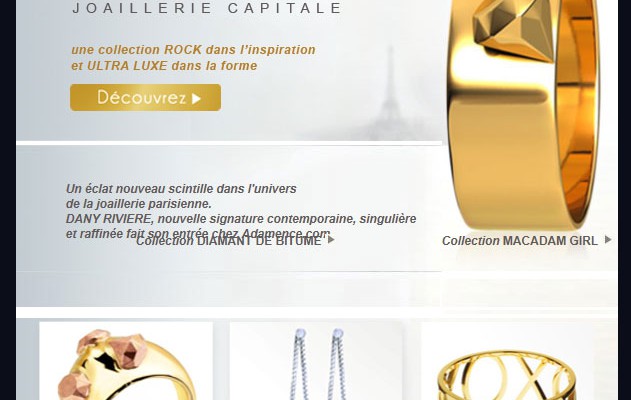 JOAILLERIE CAPITALE
une collection ROCK dans l'inspiration
et ULTRA LUXE dans la forme
Découvrez
Un éclat nouveau scintille dans l'univers
de la joaillerie parisienne.
DANY RIVIERE, nouvelle signature contemporaine, singulière
et raffinée fait son entrée chez Adamence.com
Collection DIAMANT DE BITUME
Collection MACADAM GIRL